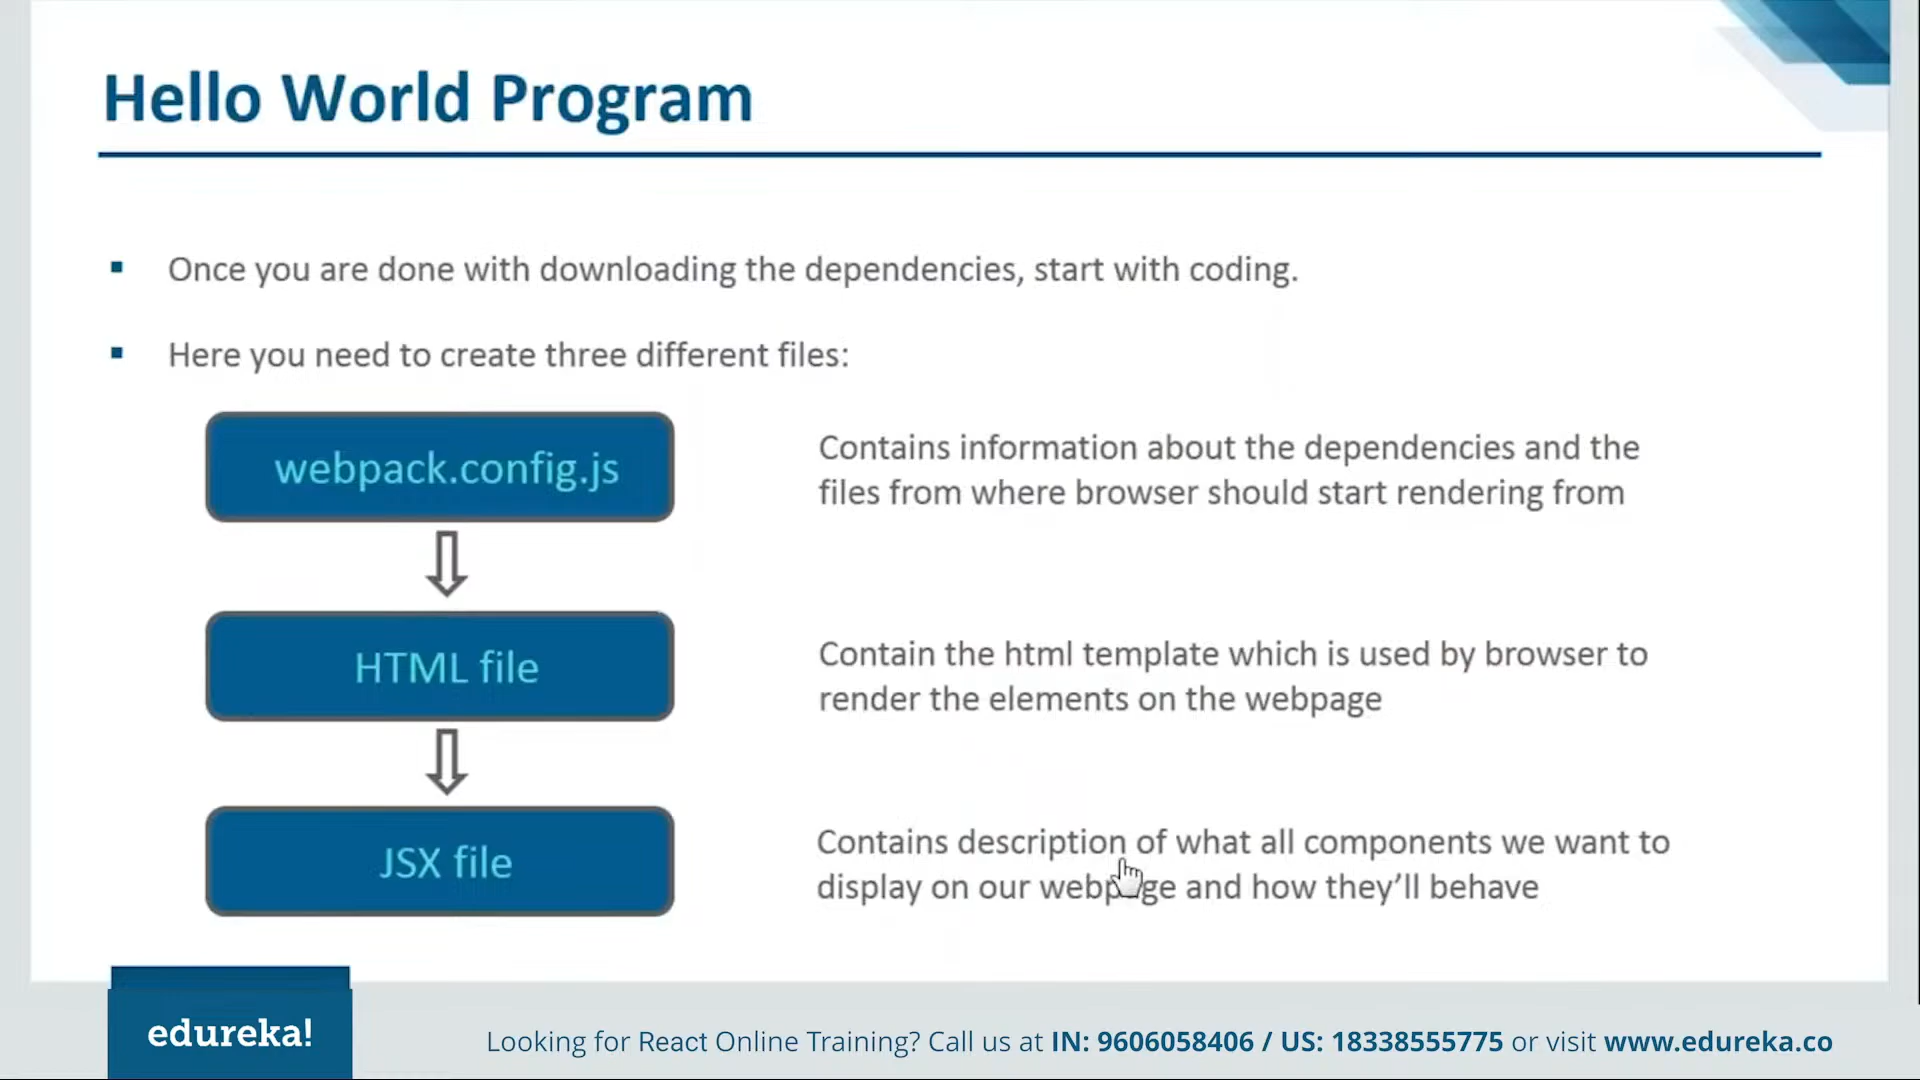 Hello World Program
Once you are done with downloading the dependencies, start with coding.
Here you need to create three different files:
webpack.config.js
Contains information about the dependencies and the
files from where browser should start rendering from
HTML file
Contain the html template which is used by browser to
render the elements on the webpage
JSX file
Contains description of what all components we want to
display on our webpage and how they'll behave
edureka!
Looking for React Online Training? Call us at IN: 9606058406 / US: 18338555775 or visit www.edureka.co